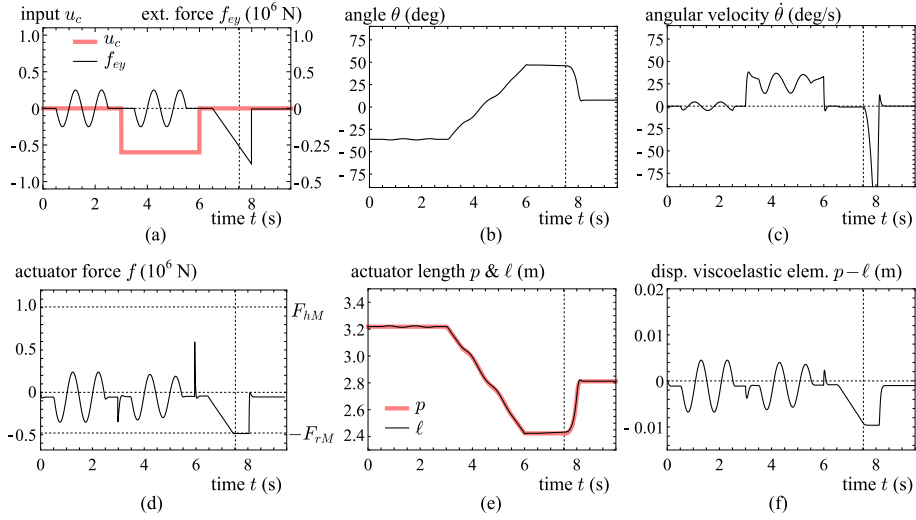 input u_c ext. force f_ey (10^6 N)
1.0
0.5
0
-0.5
-1.0
0.5
0.25
0
-0.25
-0.5
u_c
f_ey
0 2 4 6 8
time t (s)
(a)
angle θ (deg)
75
50
25
0
-25
-50
-75
0 2 4 6 8
time t (s)
(b)
angular velocity θ̇ (deg/s)
75
50
25
0
-25
-50
-75
0 2 4 6 8
time t (s)
(c)
actuator force f (10^6 N)
1.0
0.5
0
-0.5
F_hM
-F_rM
0 2 4 6 8
time t (s)
(d)
actuator length p & ℓ (m)
3.6
3.2
2.8
2.4
p
ℓ
0 2 4 6 8
time t (s)
(e)
disp. viscoelastic elem. p-ℓ (m)
0.02
0.01
0
-0.01
0 2 4 6 8
time t (s)
(f)